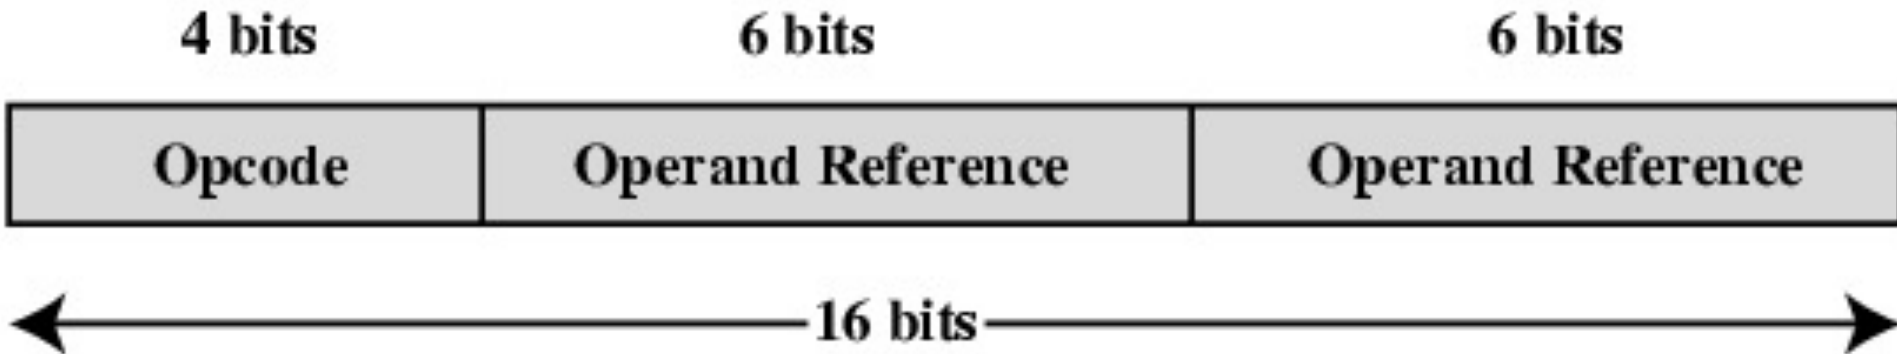 4 bits 6 bits 6 bits
Opcode Operand Reference Operand Reference
16 bits